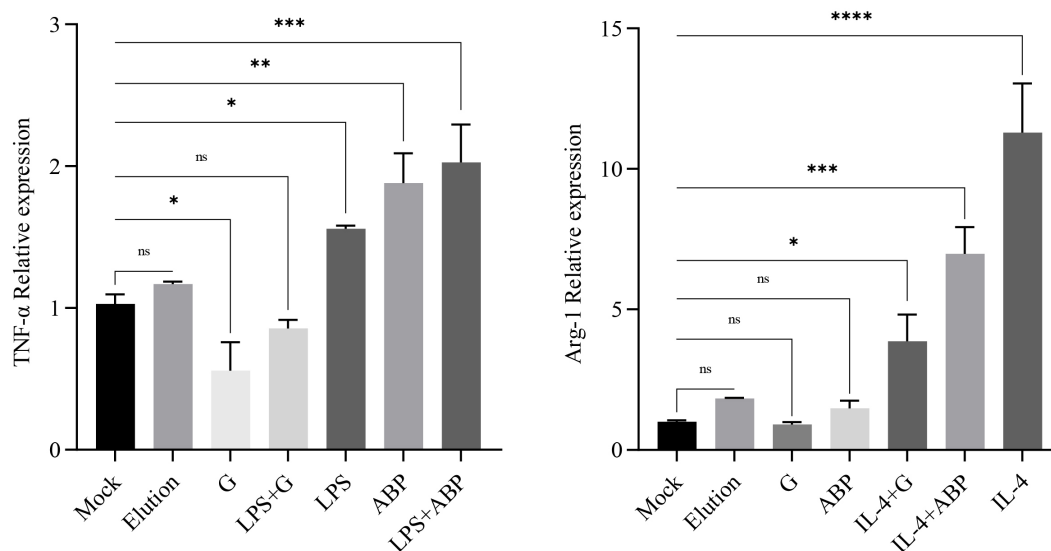 TNF-α Relative expression
3
2
1
0
***
**
*
ns
*
ns
Mock
Elution
G
LPS+G
LPS
ABP
LPS+ABP
Arg-1 Relative expression
15
10
5
0
****
***
*
ns
ns
ns
Mock
Elution
G
ABP
IL-4+G
IL-4+ABP
IL-4